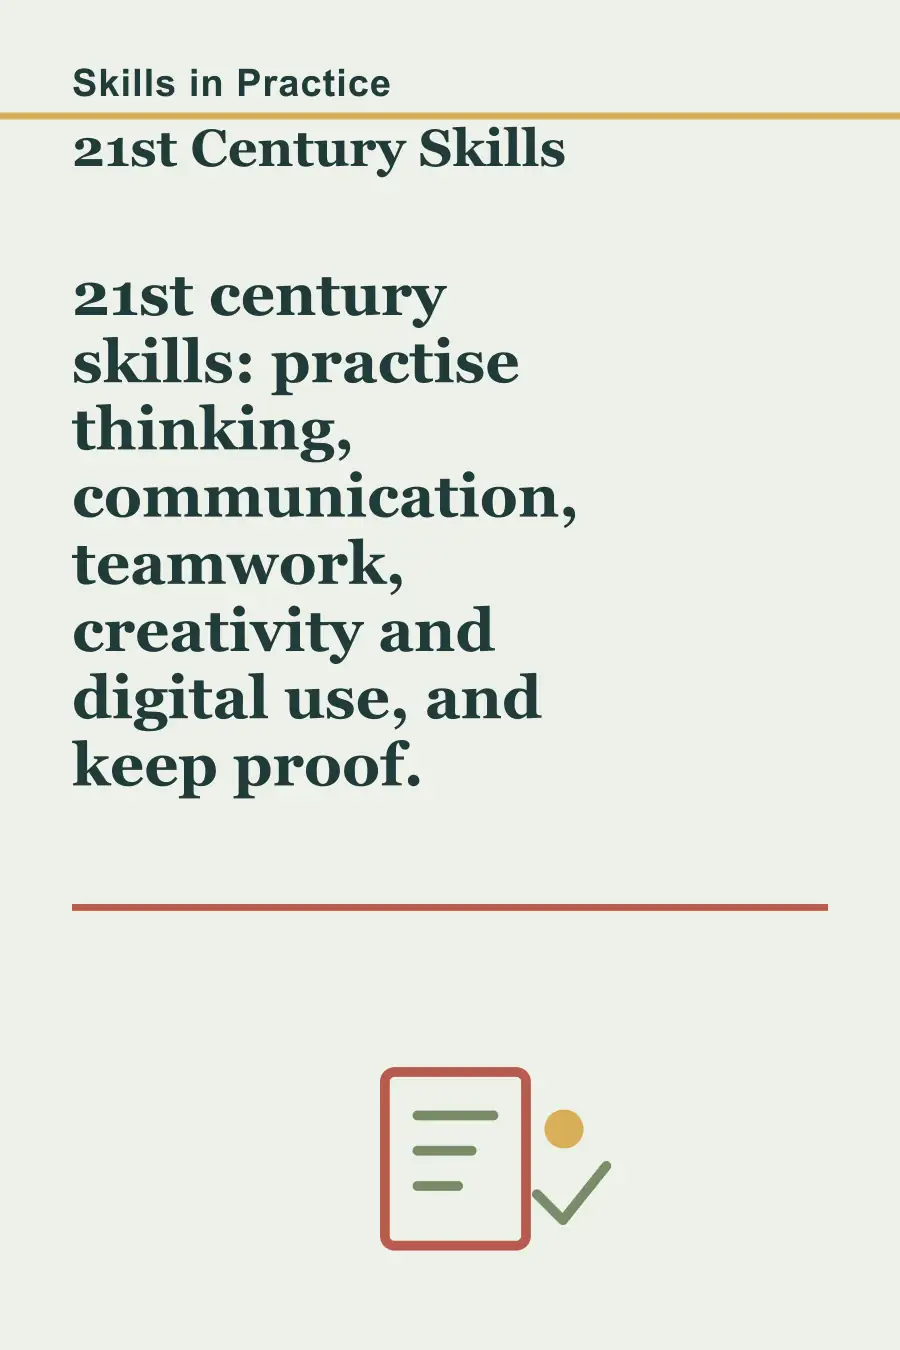 Skills in Practice
21st Century Skills
21st century
skills: practise
thinking,
communication,
teamwork,
creativity and
digital use, and
keep proof.